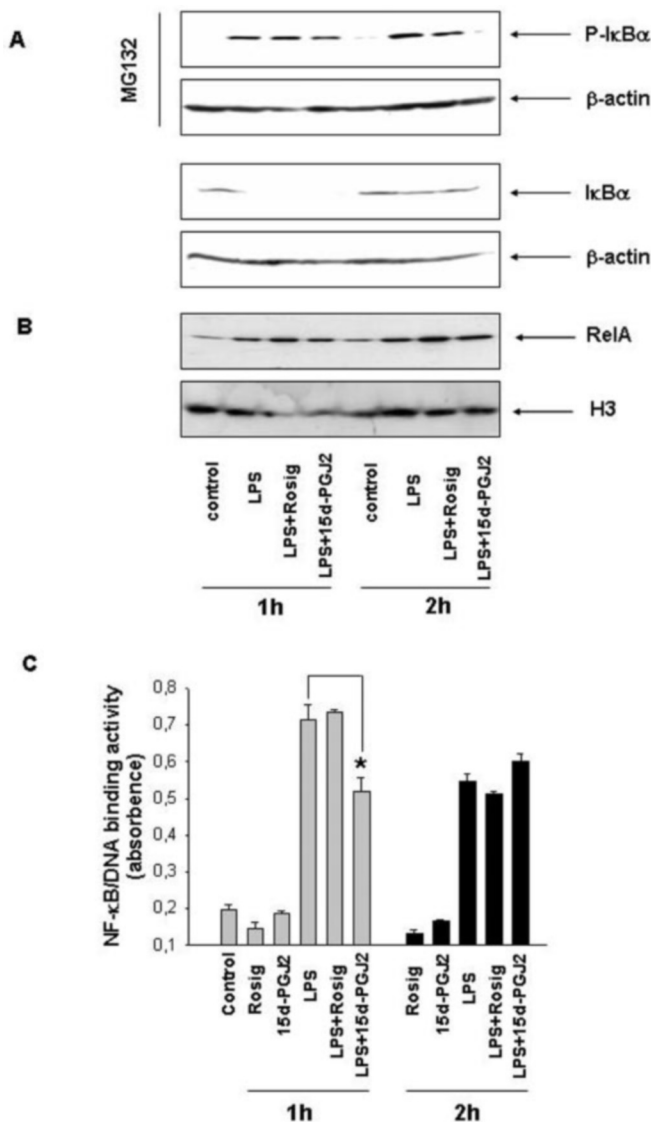 A
MG132
P-IκBα
β-actin
IκBα
β-actin
B
RelA
H3
control
LPS
LPS+Rosig
LPS+15d-PGJ2
control
LPS
LPS+Rosig
LPS+15d-PGJ2
1h
2h
C
NF-κB/DNA binding activity
(absorbence)
0,8
0,7
0,6
0,5
0,4
0,3
0,2
0,1
*
Control
Rosig
15d-PGJ2
LPS
LPS+Rosig
LPS+15d-PGJ2
Rosig
15d-PGJ2
LPS
LPS+Rosig
LPS+15d-PGJ2
1h
2h